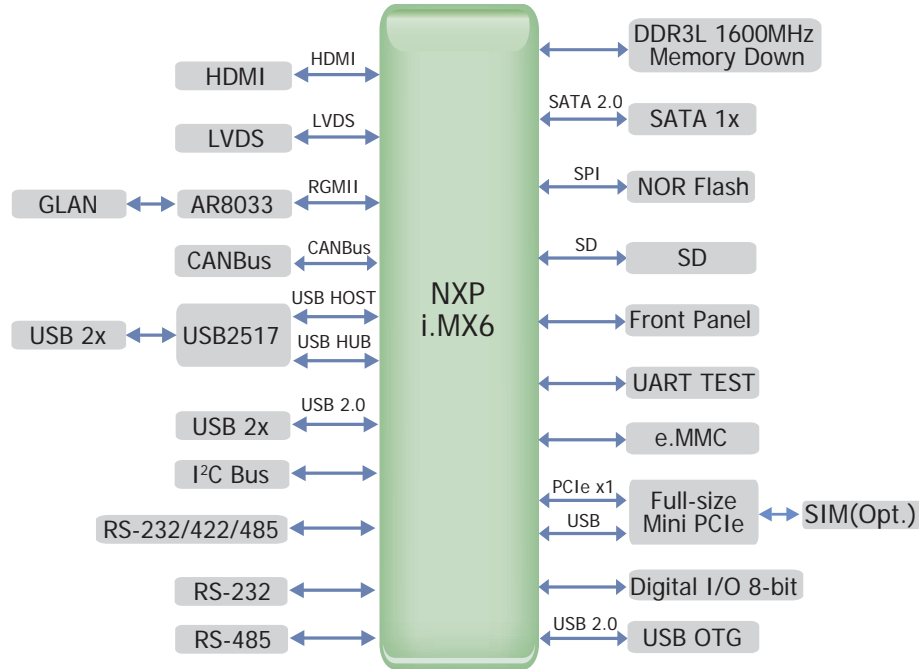 HDMI
HDMI
LVDS
LVDS
GLAN
AR8033
RGMII
CANBus
CANBus
USB 2x
USB2517
USB HOST
USB HUB
USB 2x
USB 2.0
I²C Bus
RS-232/422/485
RS-232
RS-485
NXP
i.MX6
DDR3L 1600MHz
Memory Down
SATA 2.0
SATA 1x
SPI
NOR Flash
SD
SD
Front Panel
UART TEST
e.MMC
PCIe x1
USB
Full-size
Mini PCIe
SIM(Opt.)
Digital I/O 8-bit
USB 2.0
USB OTG